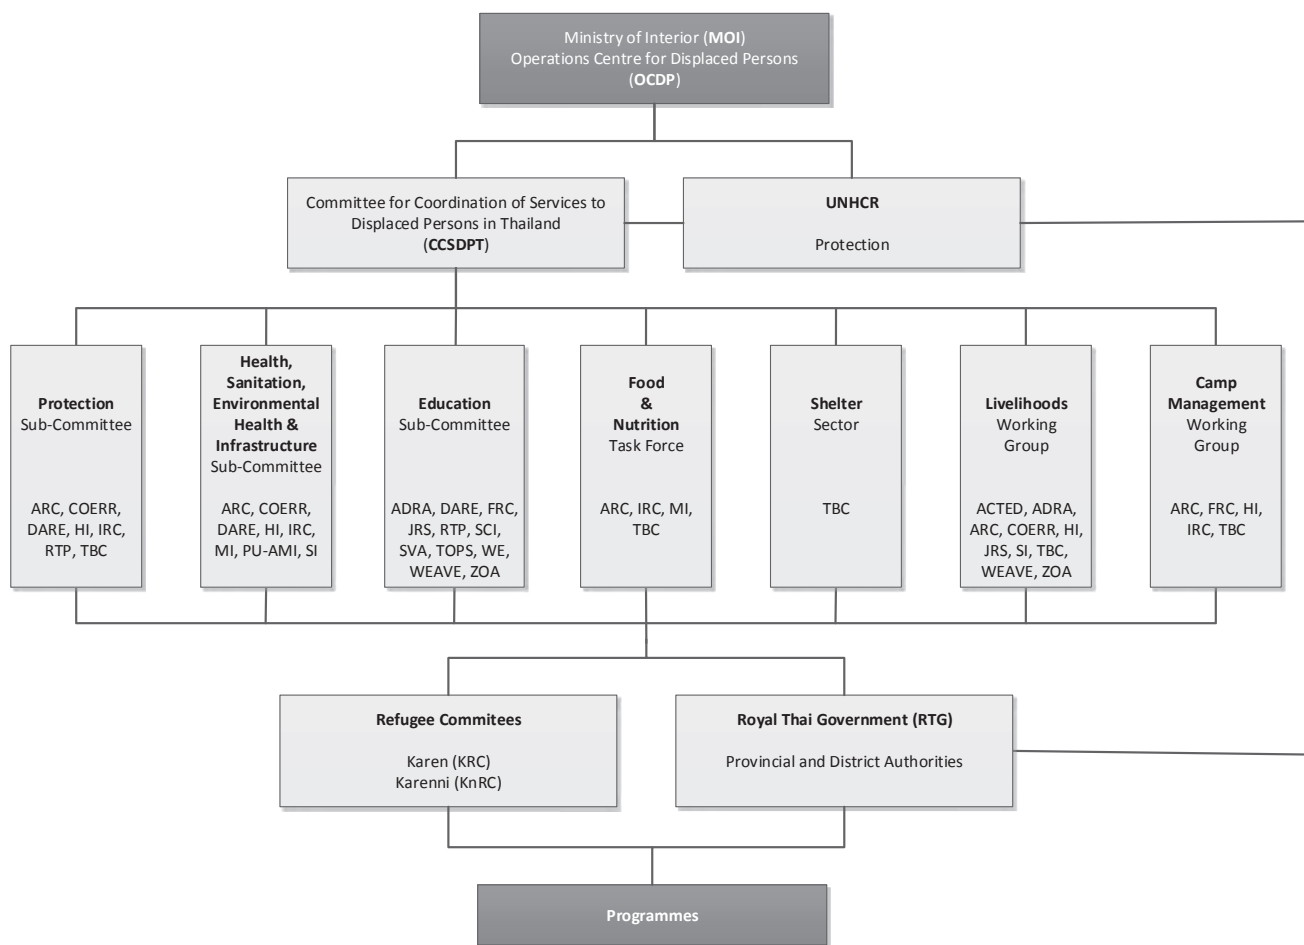 Ministry of Interior (MOI)
Operations Centre for Displaced Persons
(OCDP)
Committee for Coordination of Services to
Displaced Persons in Thailand
(CCSDPT)
UNHCR
Protection
Protection
Sub-Committee
ARC, COERR,
DARE, HI, IRC,
RTP, TBC
Health,
Sanitation,
Environmental
Health &
Infrastructure
Sub-Committee
ARC, COERR,
DARE, HI, IRC,
MI, PU-AMI, SI
Education
Sub-Committee
ADRA, DARE, FRC,
JRS, RTP, SCI,
SVA, TOPS, WE,
WEAVE, ZOA
Food
&
Nutrition
Task Force
ARC, IRC, MI,
TBC
Shelter
Sector
TBC
Livelihoods
Working
Group
ACTED, ADRA,
ARC, COERR, HI,
JRS, SI, TBC,
WEAVE, ZOA
Camp
Management
Working
Group
ARC, FRC, HI,
IRC, TBC
Refugee Commitees
Karen (KRC)
Karenni (KnRC)
Royal Thai Government (RTG)
Provincial and District Authorities
Programmes